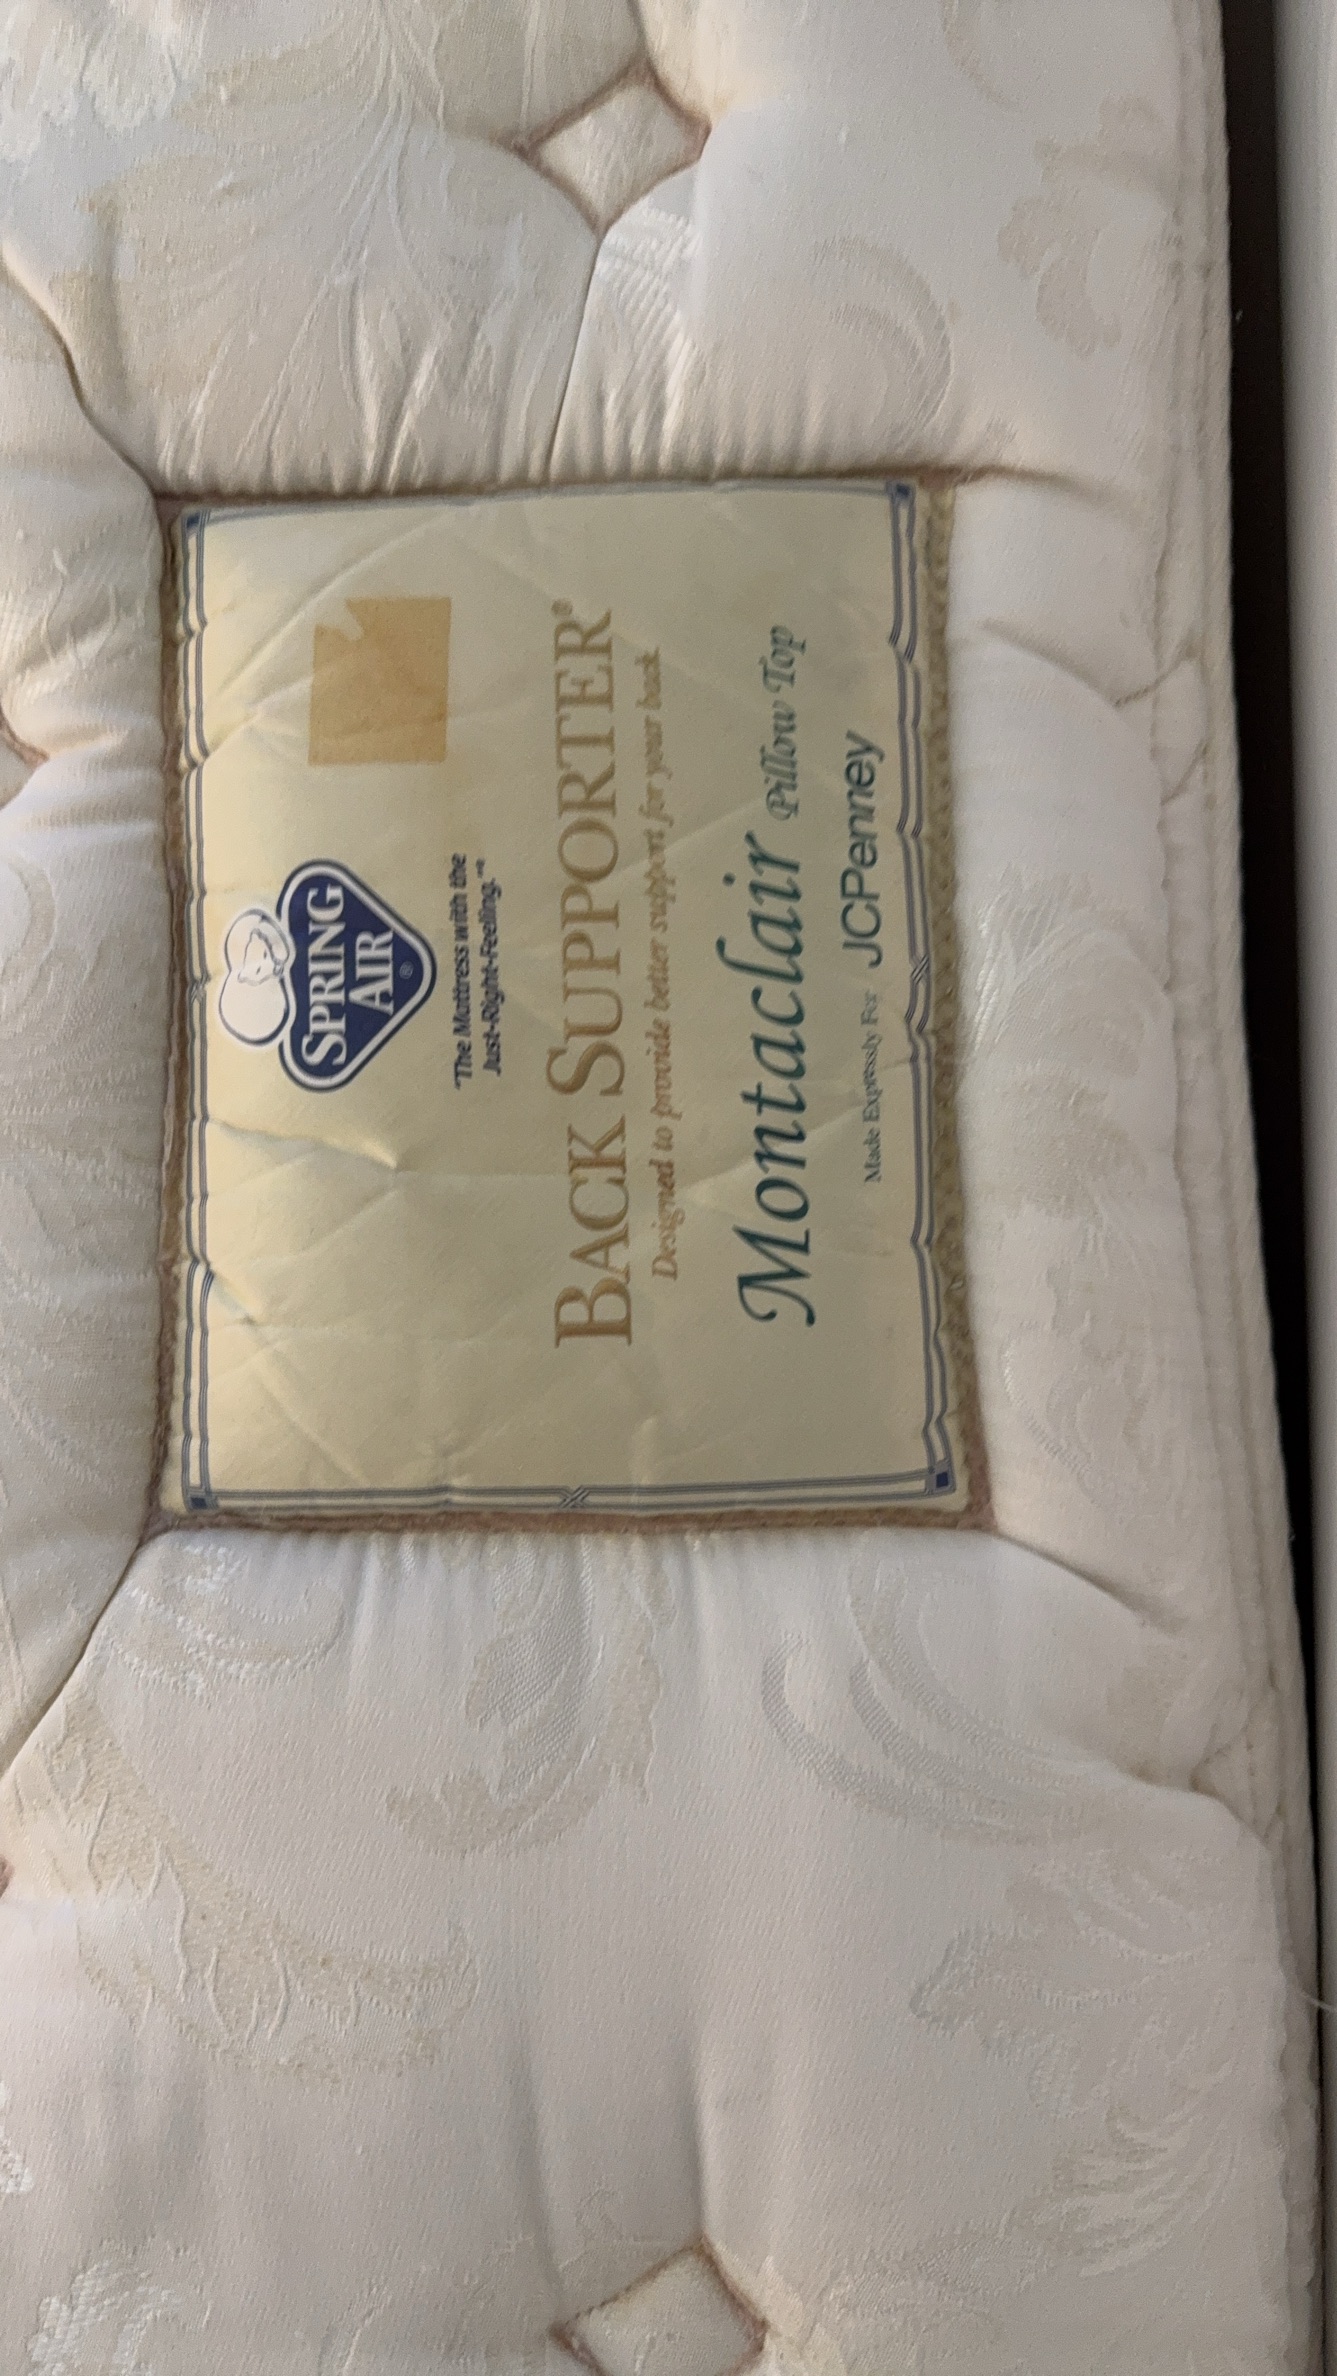 SPRING
AIR®
"The Mattress with the
Just-Right-Feeling."®
BACK SUPPORTER®
Designed to provide better support for your back
Montaclair Pillow Top
Made Expressly For JCPenney